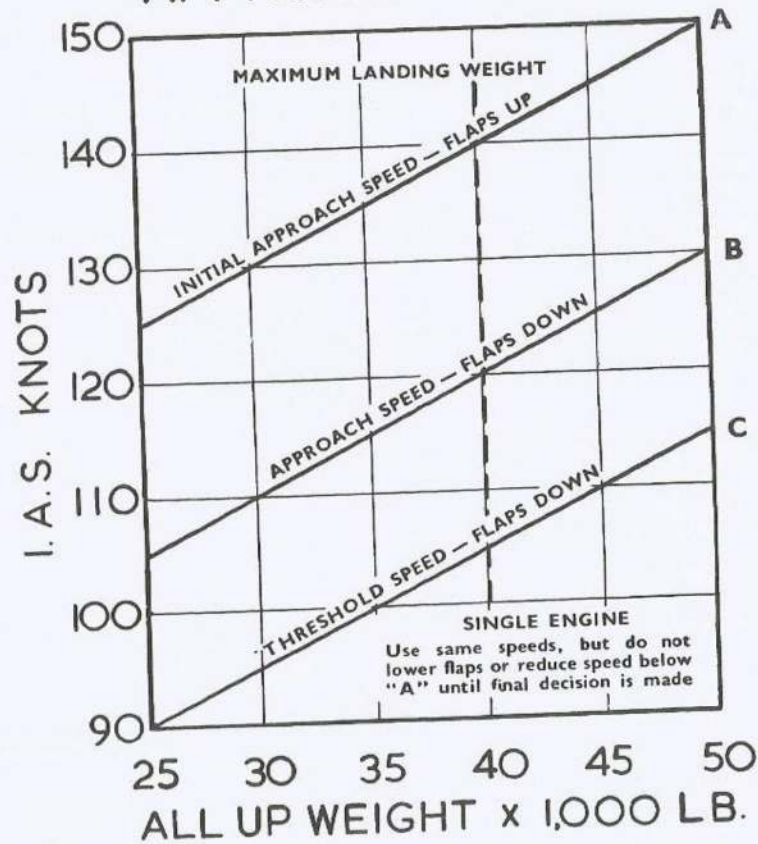 A
150
MAXIMUM LANDING WEIGHT
140
INITIAL APPROACH SPEED — FLAPS UP
130
B
120
APPROACH SPEED — FLAPS DOWN
C
110
I.A.S. KNOTS
THRESHOLD SPEED — FLAPS DOWN
100
SINGLE ENGINE
Use same speeds, but do not
lower flaps or reduce speed below
"A" until final decision is made
90
25 30 35 40 45 50
ALL UP WEIGHT x 1,000 LB.